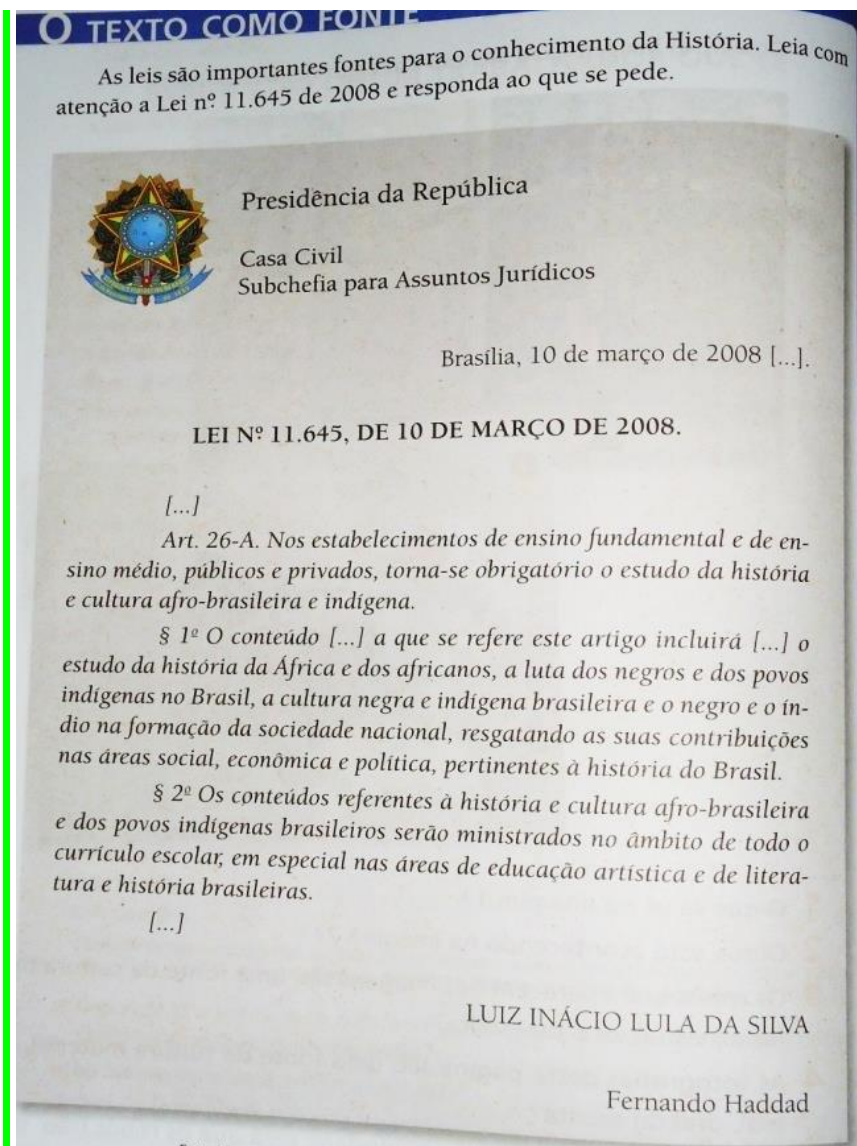 O TEXTO COMO FONTE
As leis são importantes fontes para o conhecimento da História. Leia com
atenção a Lei nº 11.645 de 2008 e responda ao que se pede.
Presidência da República
Casa Civil
Subchefia para Assuntos Jurídicos
Brasília, 10 de março de 2008 [...].
LEI Nº 11.645, DE 10 DE MARÇO DE 2008.
[...]
Art. 26-A. Nos estabelecimentos de ensino fundamental e de en-
sino médio, públicos e privados, torna-se obrigatório o estudo da história
e cultura afro-brasileira e indígena.
§ 1º O conteúdo [...] a que se refere este artigo incluirá [...] o
estudo da história da África e dos africanos, a luta dos negros e dos povos
indígenas no Brasil, a cultura negra e indígena brasileira e o negro e o ín-
dio na formação da sociedade nacional, resgatando as suas contribuições
nas áreas social, econômica e política, pertinentes à história do Brasil.
§ 2º Os conteúdos referentes à história e cultura afro-brasileira
e dos povos indígenas brasileiros serão ministrados no âmbito de todo o
currículo escolar, em especial nas áreas de educação artística e de litera-
tura e história brasileiras.
[...]
LUIZ INÁCIO LULA DA SILVA
Fernando Haddad